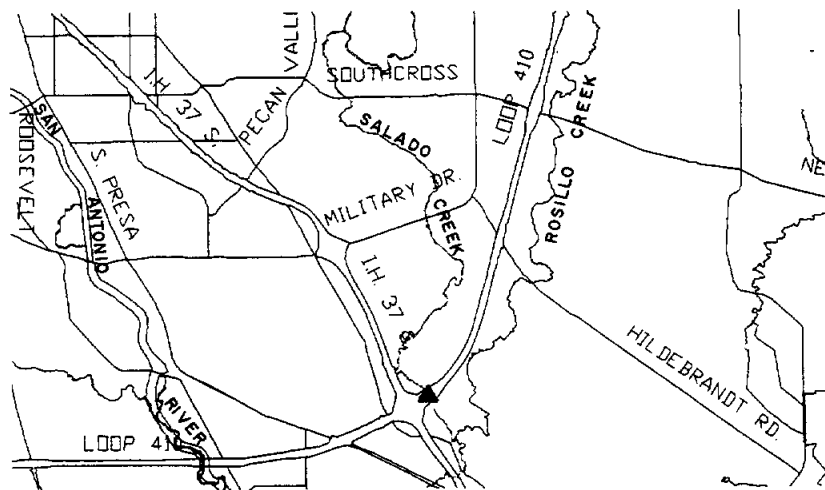 VALLI
PECAN
SOUTHCROSS
LOOP 410
CREEK
ROSILLO
I.H. 37 S.
SALADO
CREEK
NE
SAN
ANTONIO
RIVER
ROOSEVELT
S. PRESA
MILITARY DR.
I.H. 37 S.
HILDEBRANDT RD.
LOOP 410